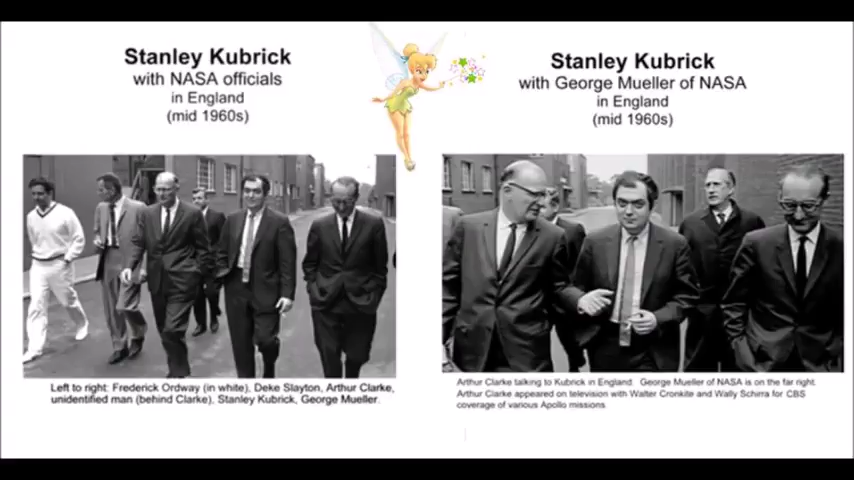 Stanley Kubrick
with NASA officials
in England
(mid 1960s)
Left to right: Frederick Ordway (in white), Deke Slayton, Arthur Clarke,
unidentified man (behind Clarke), Stanley Kubrick, George Mueller.
Stanley Kubrick
with George Mueller of NASA
in England
(mid 1960s)
Arthur Clarke talking to Kubrick in England. George Mueller of NASA is on the far right.
Arthur Clarke appeared on television with Walter Cronkite and Wally Schirra for CBS
coverage of various Apollo missions.